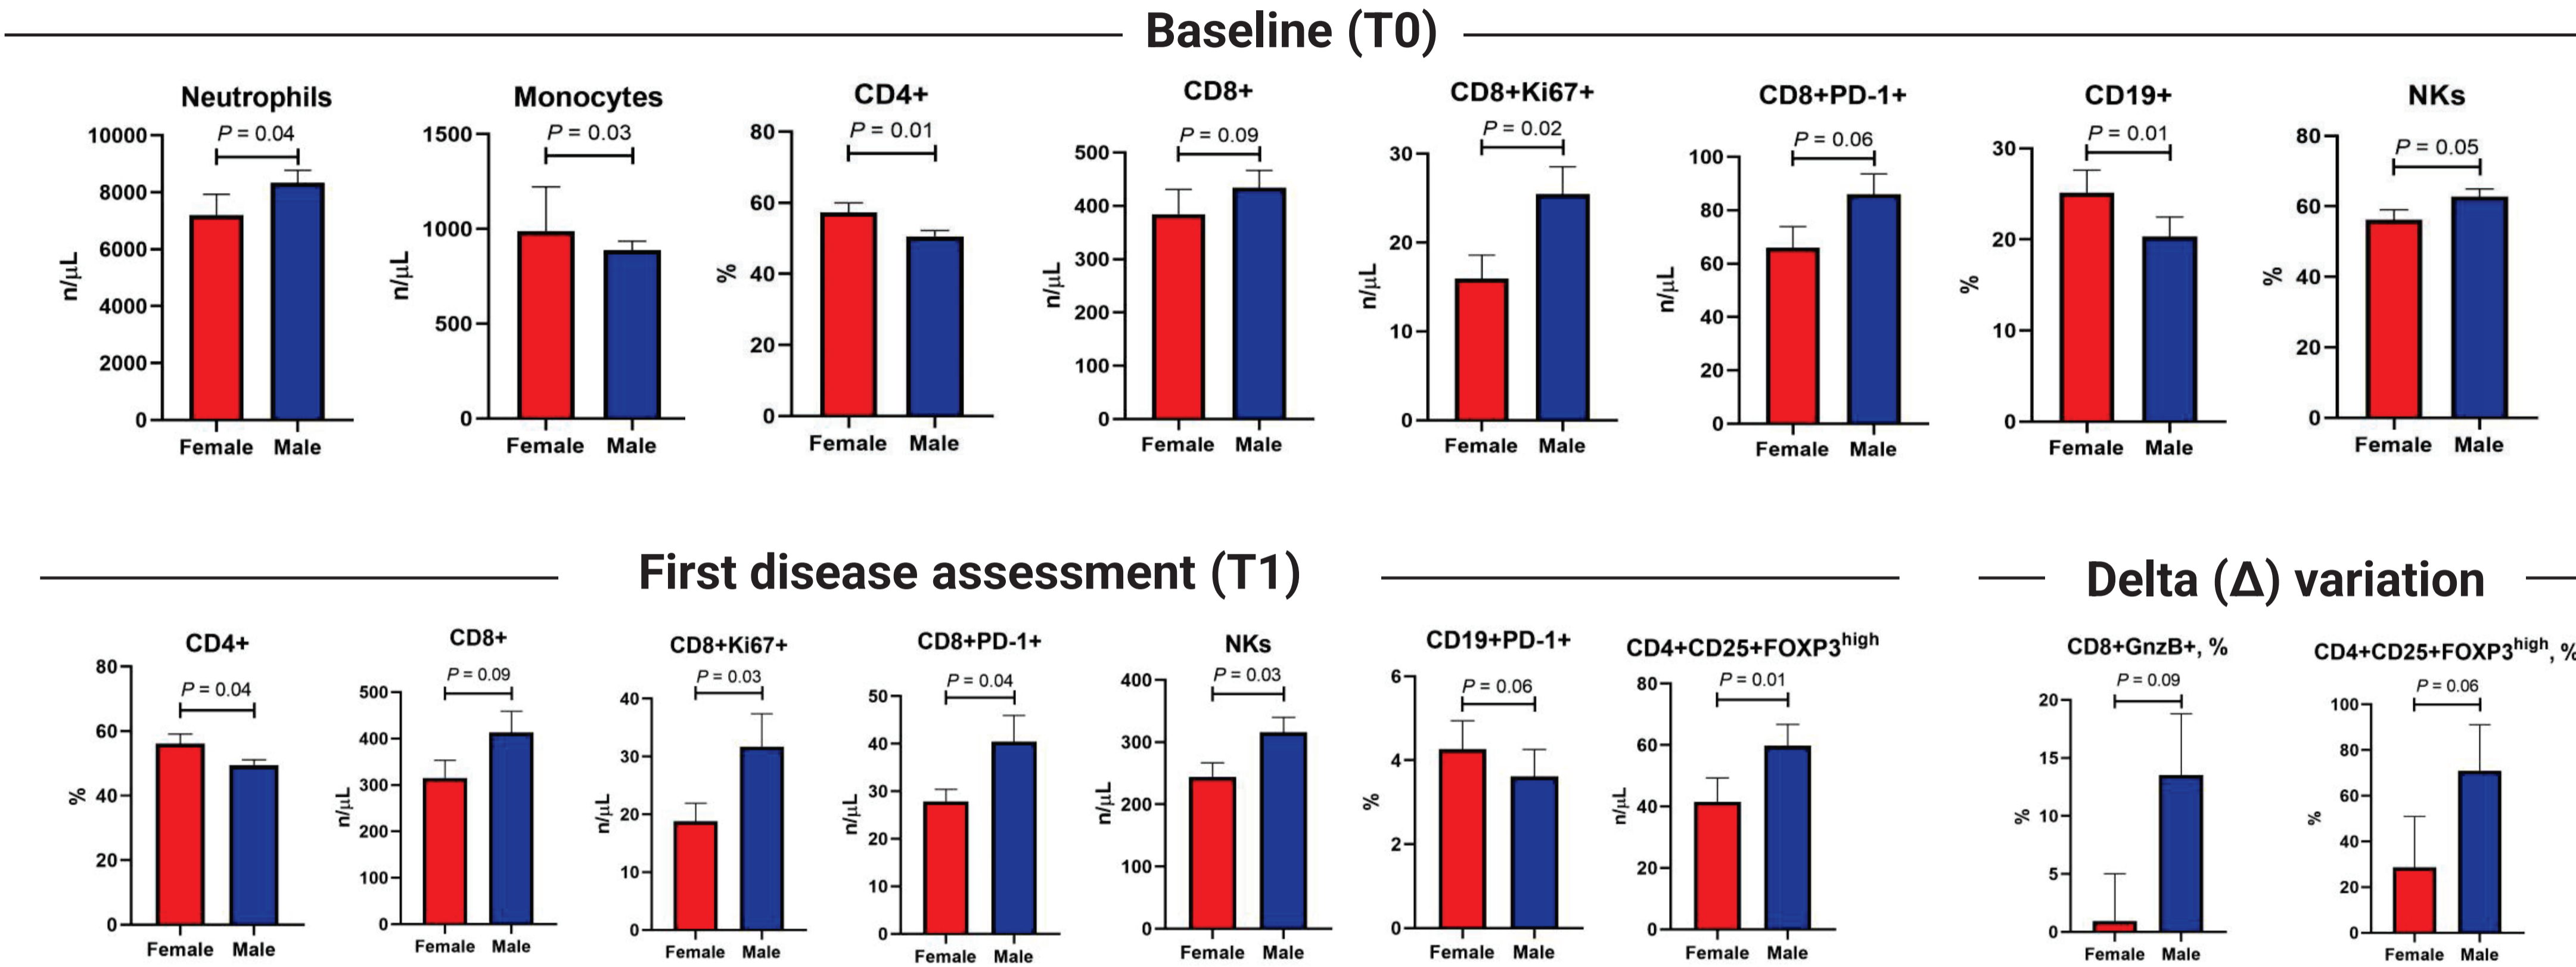 Baseline (T0)
Neutrophils
P = 0.04
10000
8000
6000
4000
2000
0
n/μL
Female Male
Monocytes
P = 0.03
1500
1000
500
0
n/μL
Female Male
CD4+
P = 0.01
80
60
40
20
0
%
Female Male
CD8+
P = 0.09
500
400
300
200
100
0
n/μL
Female Male
CD8+Ki67+
P = 0.02
30
20
10
0
n/μL
Female Male
CD8+PD-1+
P = 0.06
100
80
60
40
20
0
n/μL
Female Male
CD19+
P = 0.01
30
20
10
0
%
Female Male
NKs
P = 0.05
80
60
40
20
0
%
Female Male
First disease assessment (T1)
CD4+
P = 0.04
80
60
40
20
0
%
Female Male
CD8+
P = 0.09
500
400
300
200
100
0
n/μL
Female Male
CD8+Ki67+
P = 0.03
40
30
20
10
0
n/μL
Female Male
CD8+PD-1+
P = 0.04
50
40
30
20
10
0
n/μL
Female Male
NKs
P = 0.03
400
300
200
100
0
n/μL
Female Male
CD19+PD-1+
P = 0.06
6
4
2
0
%
Female Male
CD4+CD25+FOXP3high
P = 0.01
80
60
40
20
0
n/μL
Female Male
Delta (Δ) variation
CD8+GnzB+, %
P = 0.09
20
15
10
5
0
%
Female Male
CD4+CD25+FOXP3high, %
P = 0.06
100
80
60
40
20
0
%
Female Male